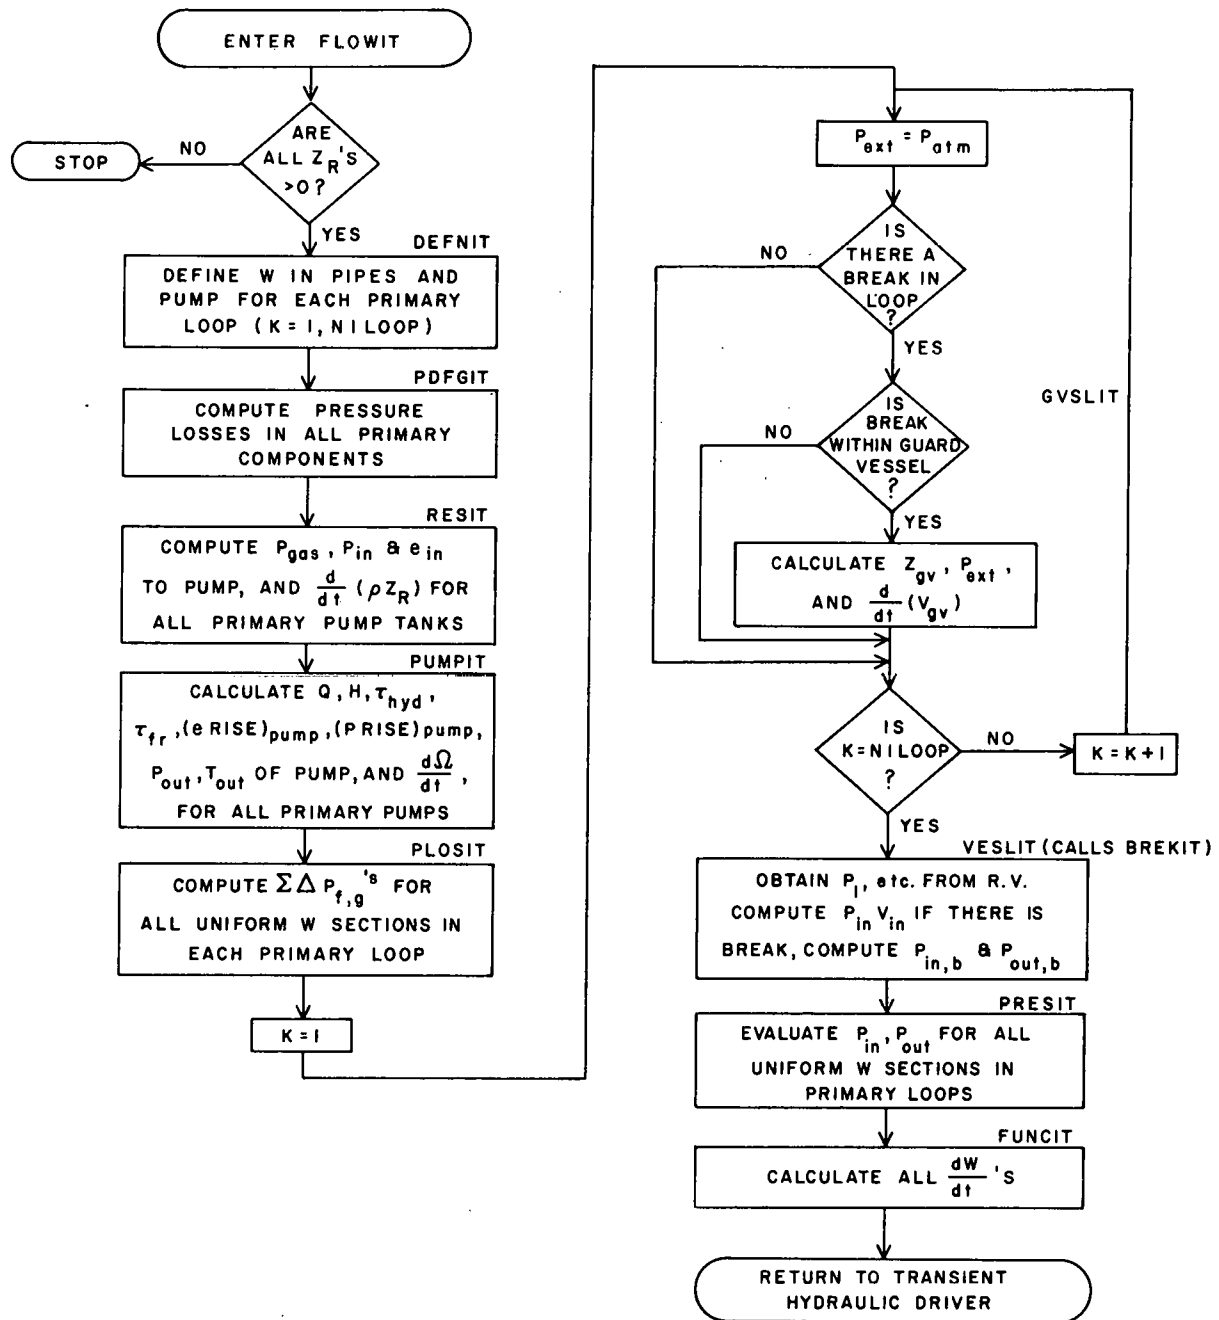 ENTER FLOWIT
ARE
ALL Z_R'S
>0?
NO
STOP
YES
DEFNIT
DEFINE W IN PIPES AND
PUMP FOR EACH PRIMARY
LOOP (K = 1, N1LOOP)
PDFGIT
COMPUTE PRESSURE
LOSSES IN ALL PRIMARY
COMPONENTS
RESIT
COMPUTE P_gas, P_in & e_in
TO PUMP, AND d/dt (ρZ_R) FOR
ALL PRIMARY PUMP TANKS
PUMPIT
CALCULATE Q, H, τ_hyd,
τ_fr, (e RISE)_pump, (P RISE)_pump,
P_out, T_out OF PUMP, AND dΩ/dt,
FOR ALL PRIMARY PUMPS
PLOSIT
COMPUTE ΣΔ P_f,g's FOR
ALL UNIFORM W SECTIONS IN
EACH PRIMARY LOOP
K = 1
P_ext = P_atm
IS
THERE A
BREAK IN
LOOP
?
NO
YES
IS
BREAK
WITHIN GUARD
VESSEL
?
NO
YES
GVSLIT
CALCULATE Z_gv, P_ext,
AND d/dt (V_gv)
IS
K=N1LOOP
?
NO
K = K + 1
YES
VESLIT (CALLS BREKIT)
OBTAIN P_1, etc. FROM R.V.
COMPUTE P_in V_in IF THERE IS
BREAK, COMPUTE P_in,b & P_out,b
PRESIT
EVALUATE P_in, P_out FOR ALL
UNIFORM W SECTIONS IN
PRIMARY LOOPS
FUNCIT
CALCULATE ALL dW/dt 'S
RETURN TO TRANSIENT
HYDRAULIC DRIVER